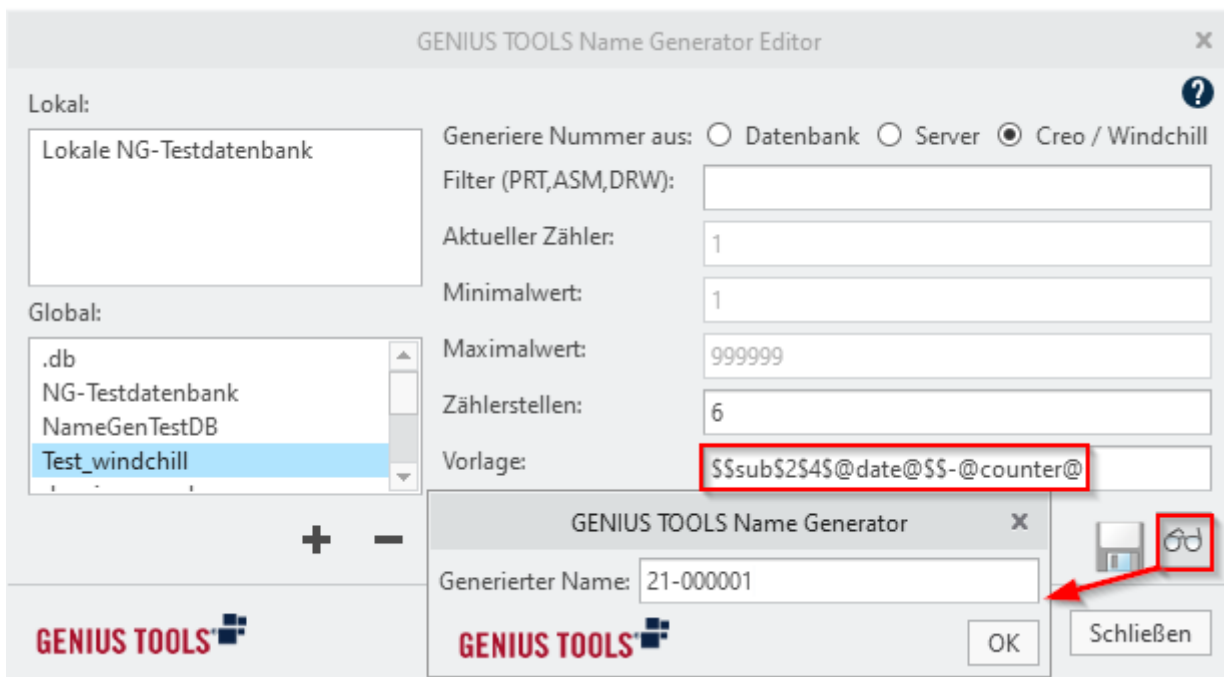 GENIUS TOOLS Name Generator Editor
Lokal:
Lokale NG-Testdatenbank
Global:
.db
NG-Testdatenbank
NameGenTestDB
Test_windchill
Generiere Nummer aus: Datenbank Server Creo / Windchill
Filter (PRT,ASM,DRW):
Aktueller Zähler: 1
Minimalwert: 1
Maximalwert: 999999
Zählerstellen: 6
Vorlage: $$sub$2$4$@date@$$-@counter@
GENIUS TOOLS Name Generator
Generierter Name: 21-000001
GENIUS TOOLS
OK
GENIUS TOOLS
Schließen